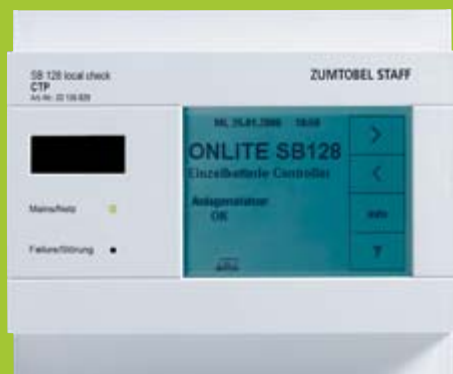 SB 128 local check
CTP
ZUMTOBEL STAFF
ONLITE SB128
Einzelbatterie Controller
>
<
Anlagenstatus:
OK
info
?
Mains/Netz
Failure/Störung